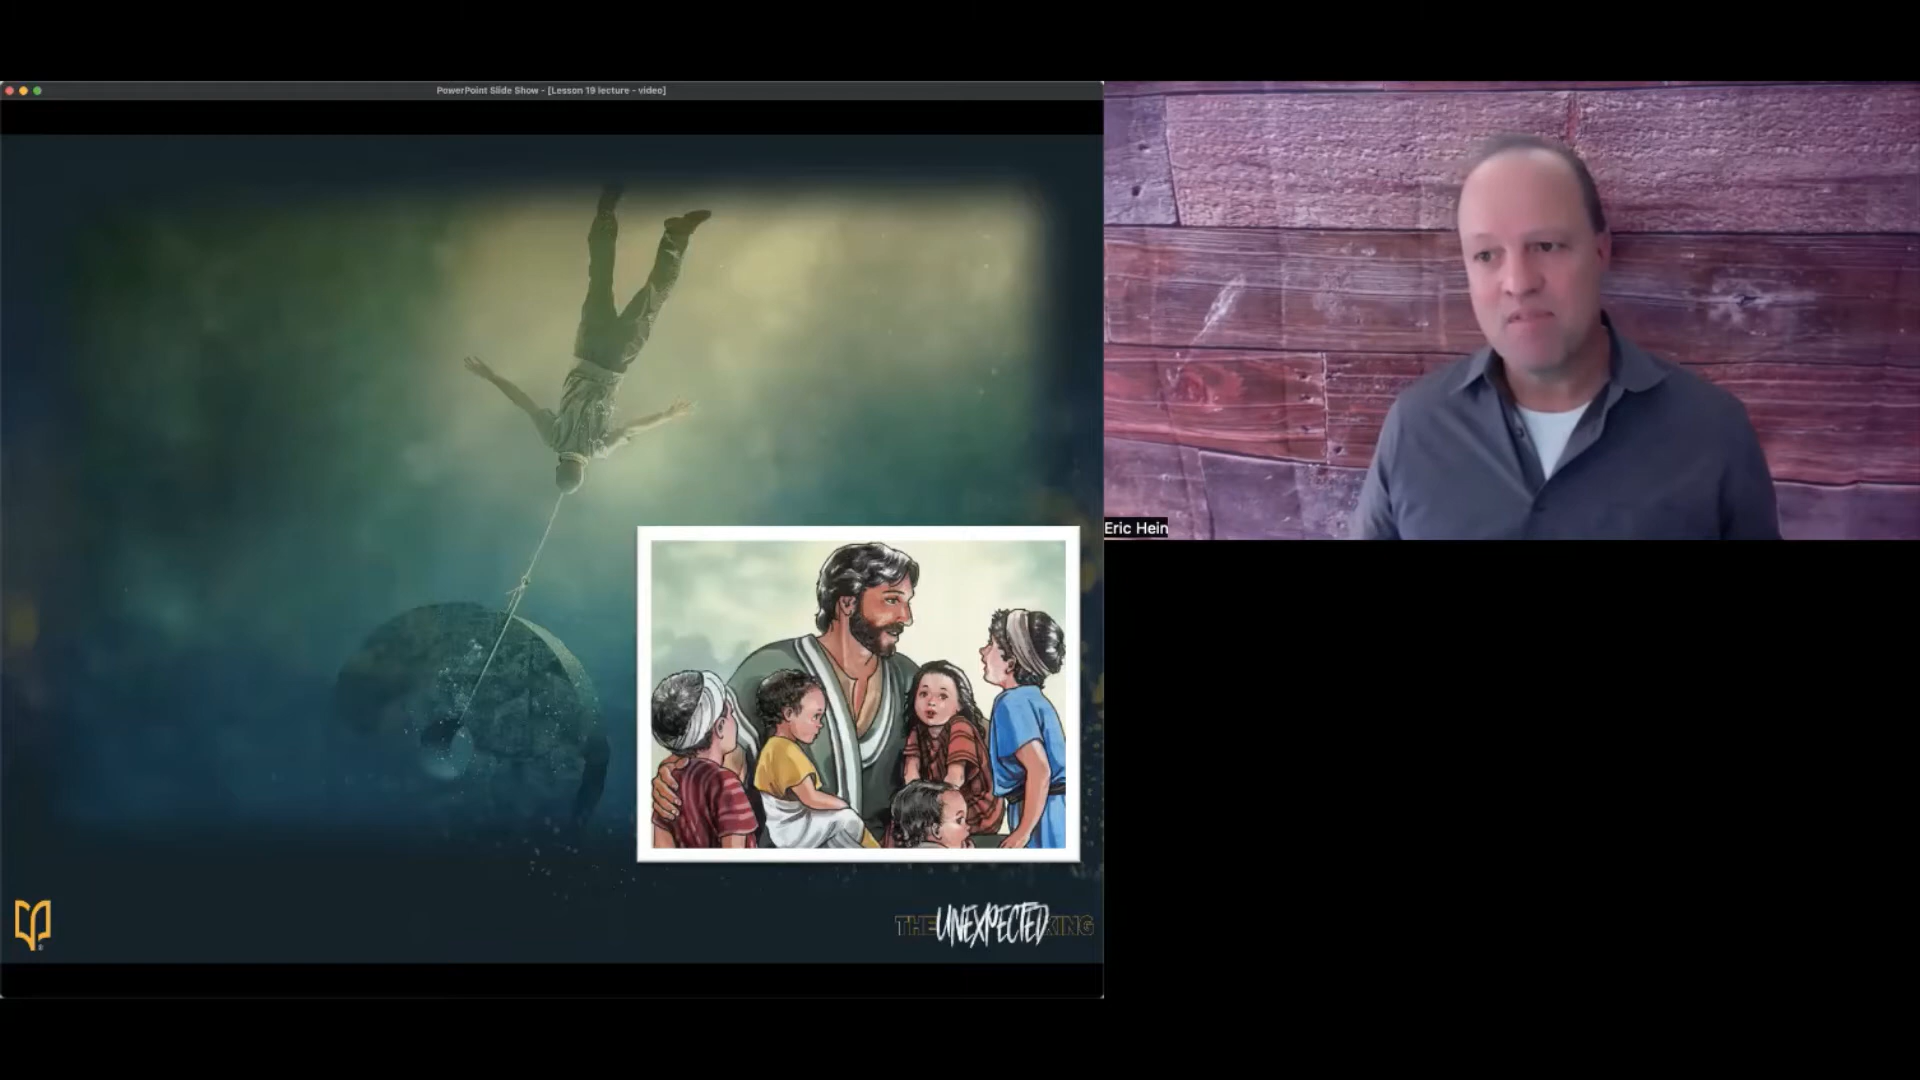 PowerPoint Slide Show - [Lesson 19 lecture - video]
Eric Hein
THE UNEXPECTED KING